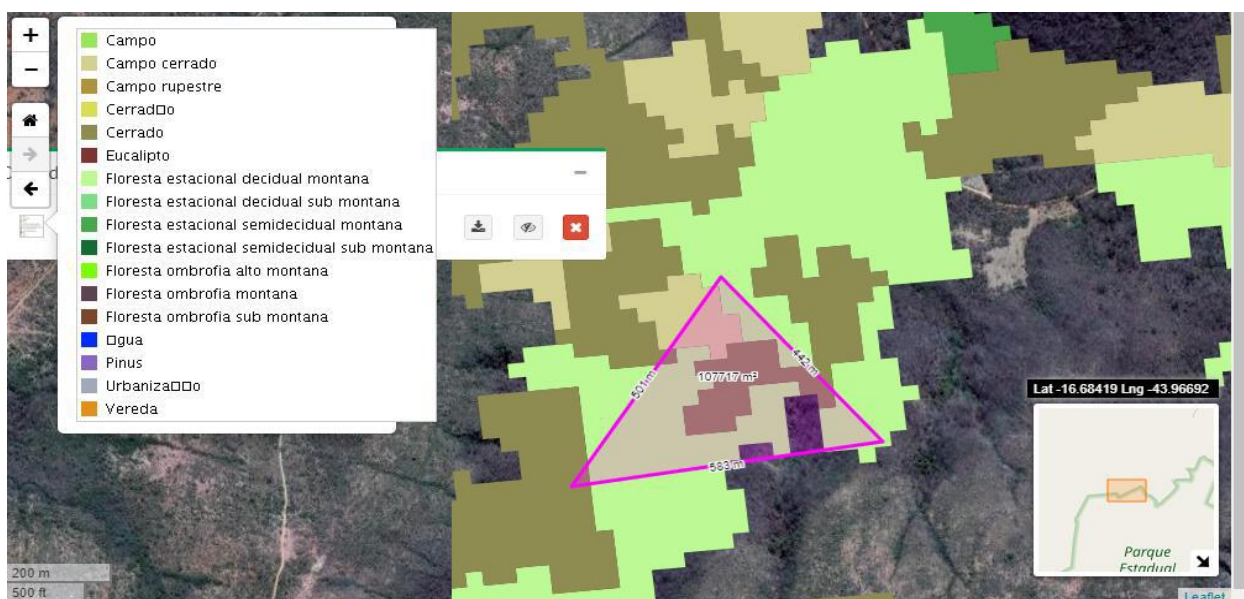 +
−
Campo
Campo cerrado
Campo rupestre
Cerrad□o
Cerrado
Eucalipto
Floresta estacional decidual montana
Floresta estacional decidual sub montana
Floresta estacional semidecidual montana
Floresta estacional semidecidual sub montana
Floresta ombrofia alto montana
Floresta ombrofia montana
Floresta ombrofia sub montana
□gua
Pinus
Urbaniza□□o
Vereda
501 m
442 m
107717 m²
583 m
Lat -16.68419 Lng -43.96692
Parque
Estadual
200 m
500 ft
Leaflet